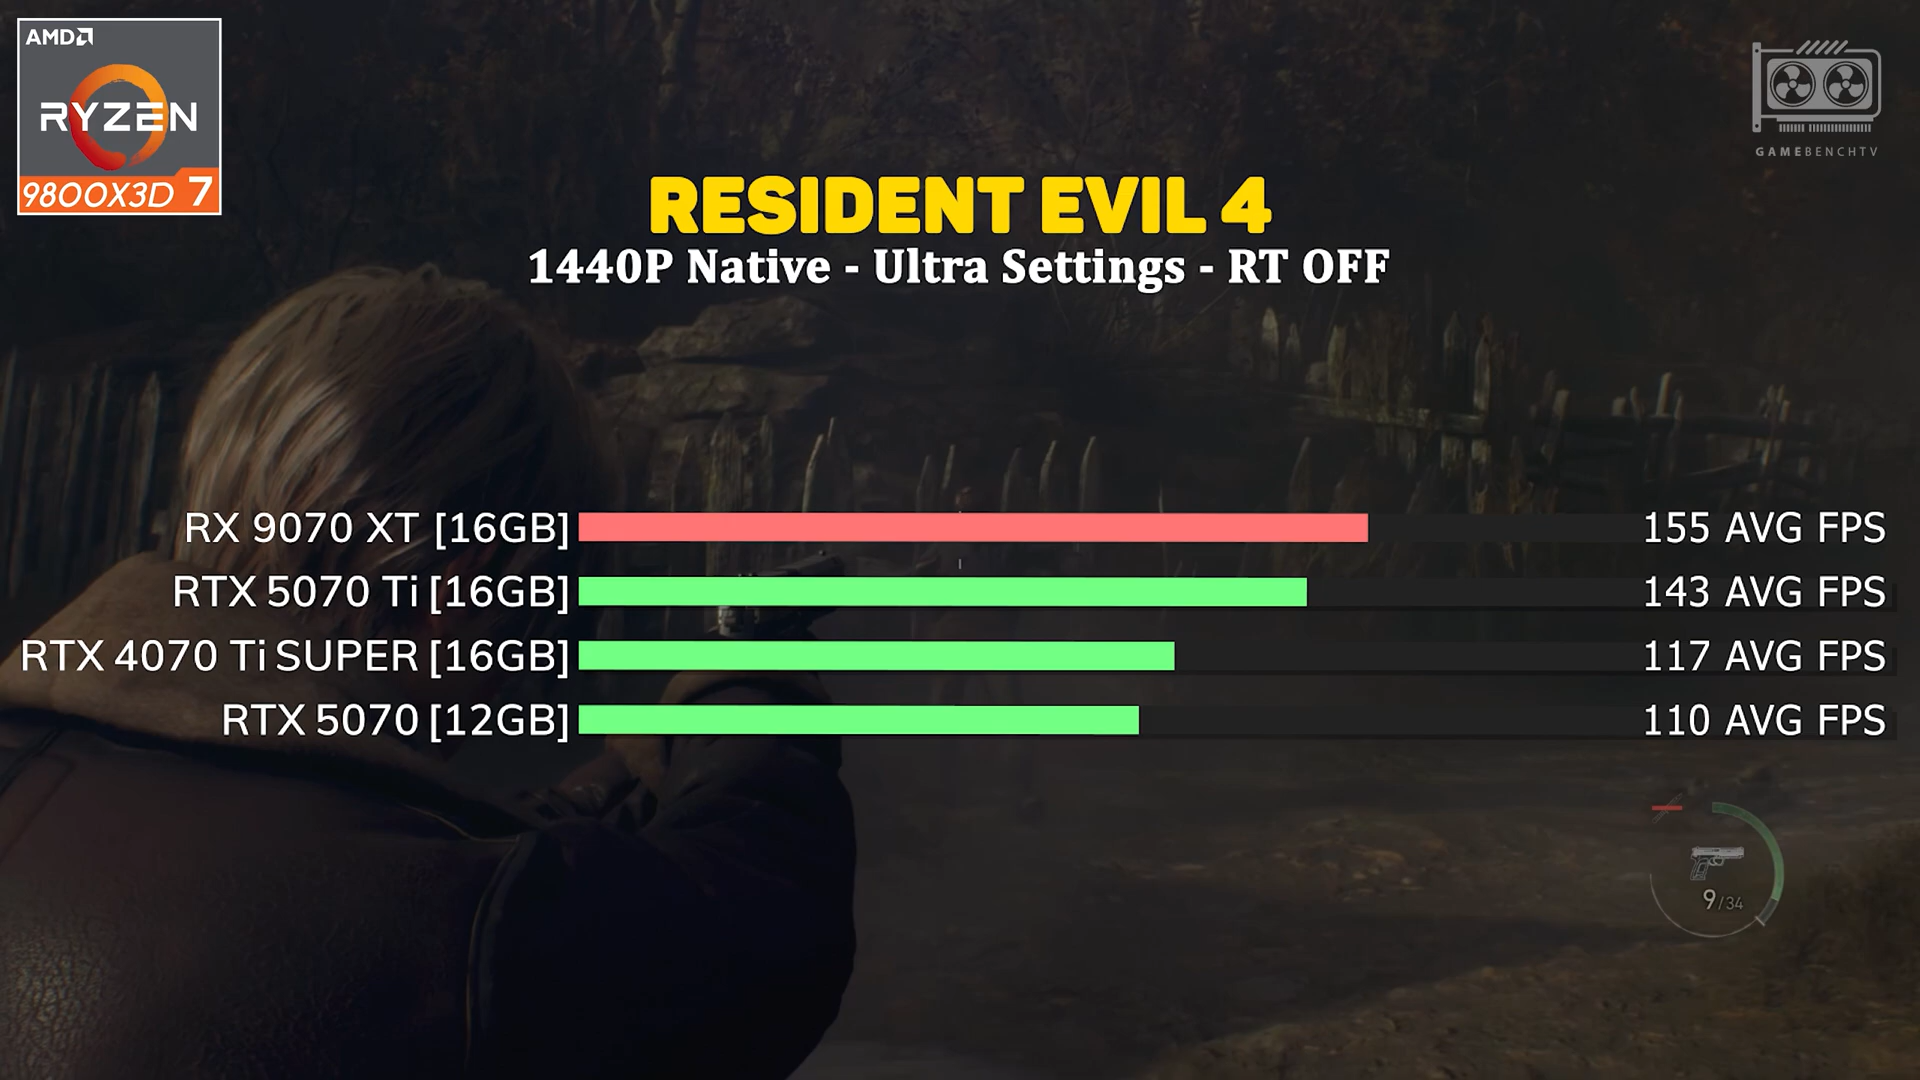 AMD
RYZEN
9800X3D 7
GAMEBENCHTV
RESIDENT EVIL 4
1440P Native - Ultra Settings - RT OFF
RX 9070 XT [16GB] 155 AVG FPS
RTX 5070 Ti [16GB] 143 AVG FPS
RTX 4070 Ti SUPER [16GB] 117 AVG FPS
RTX 5070 [12GB] 110 AVG FPS
9/34